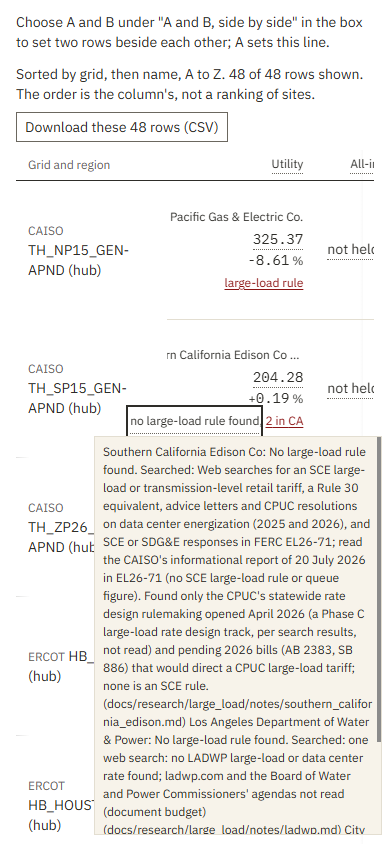 Choose A and B under "A and B, side by side" in the box
to set two rows beside each other; A sets this line.
Sorted by grid, then name, A to Z. 48 of 48 rows shown.
The order is the column's, not a ranking of sites.
Download these 48 rows (CSV)
Grid and region
Utility
All-i
Pacific Gas & Electric Co.
CAISO
TH_NP15_GEN-
APND (hub)
325.37
-8.61 %
large-load rule
not held
rn California Edison Co ...
CAISO
TH_SP15_GEN-
APND (hub)
204.28
+0.19 %
not held
no large-load rule found, 2 in CA
Southern California Edison Co: No large-load rule
found. Searched: Web searches for an SCE large-
load or transmission-level retail tariff, a Rule 30
equivalent, advice letters and CPUC resolutions
on data center energization (2025 and 2026), and
SCE or SDG&E responses in FERC EL26-71; read
the CAISO's informational report of 20 July 2026
in EL26-71 (no SCE large-load rule or queue
figure). Found only the CPUC's statewide rate
design rulemaking opened April 2026 (a Phase C
large-load rate design track, per search results,
not read) and pending 2026 bills (AB 2383, SB
886) that would direct a CPUC large-load tariff;
none is an SCE rule.
(docs/research/large_load/notes/southern_califor
nia_edison.md) Los Angeles Department of Water
& Power: No large-load rule found. Searched: one
web search: no LADWP large-load or data center
rate found; ladwp.com and the Board of Water
and Power Commissioners' agendas not read
(document budget)
(docs/research/large_load/notes/ladwp.md) City
CAISO
TH_ZP26_
APND (hub
ERCOT HB_
(hub)
ERCOT
HB_HOUST
(hub)